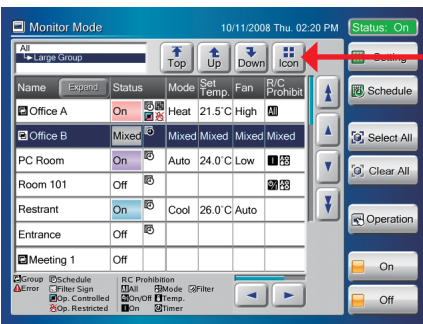 Monitor Mode 10/11/2008 Thu. 02:20 PM Status: On
All
Large Group
Top Up Down Icon
Setting
Name Expand Status Mode Set Temp. Fan R/C Prohibit
Schedule
Office A On Heat 21.5°C High All
Office B Mixed Mixed Mixed Mixed Mixed
Select All
PC Room On Auto 24.0°C Low
Clear All
Room 101 Off
Restrant On Cool 26.0°C Auto
Operation
Entrance Off
Meeting 1 Off
On
Group Schedule R/C Prohibition
Error Filter Sign All Mode Filter
Op. Controlled On/Off Temp.
Op. Restricted On Timer
Off